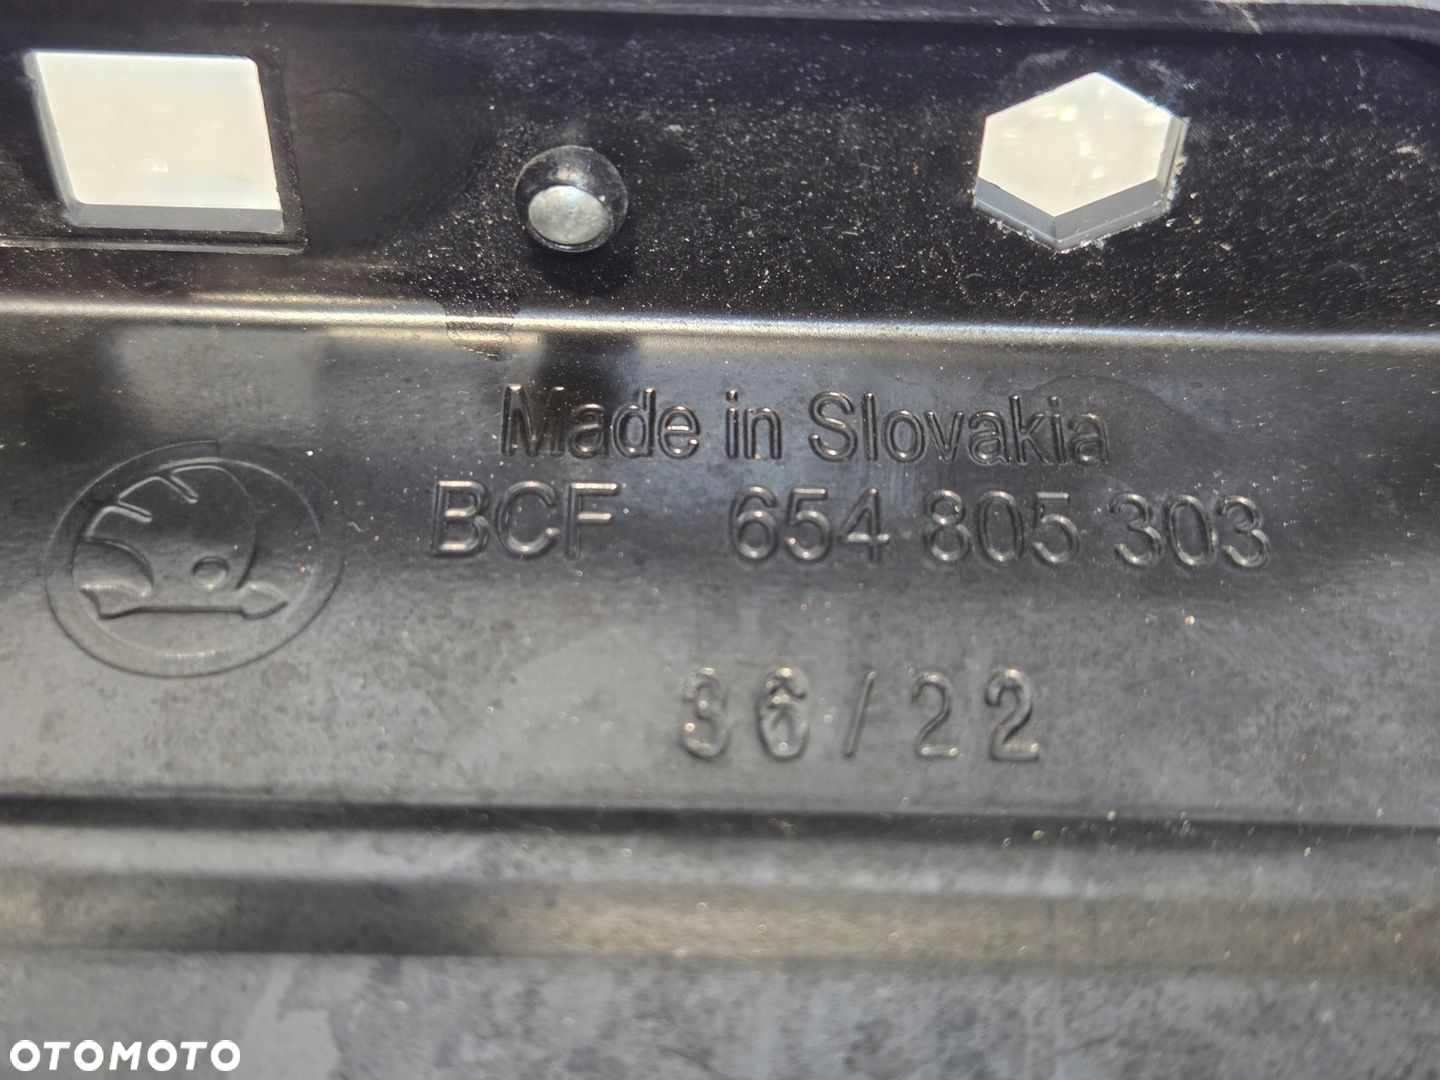 Made in Slovakia
BCF 654 805 303
36/22
OTOMOTO